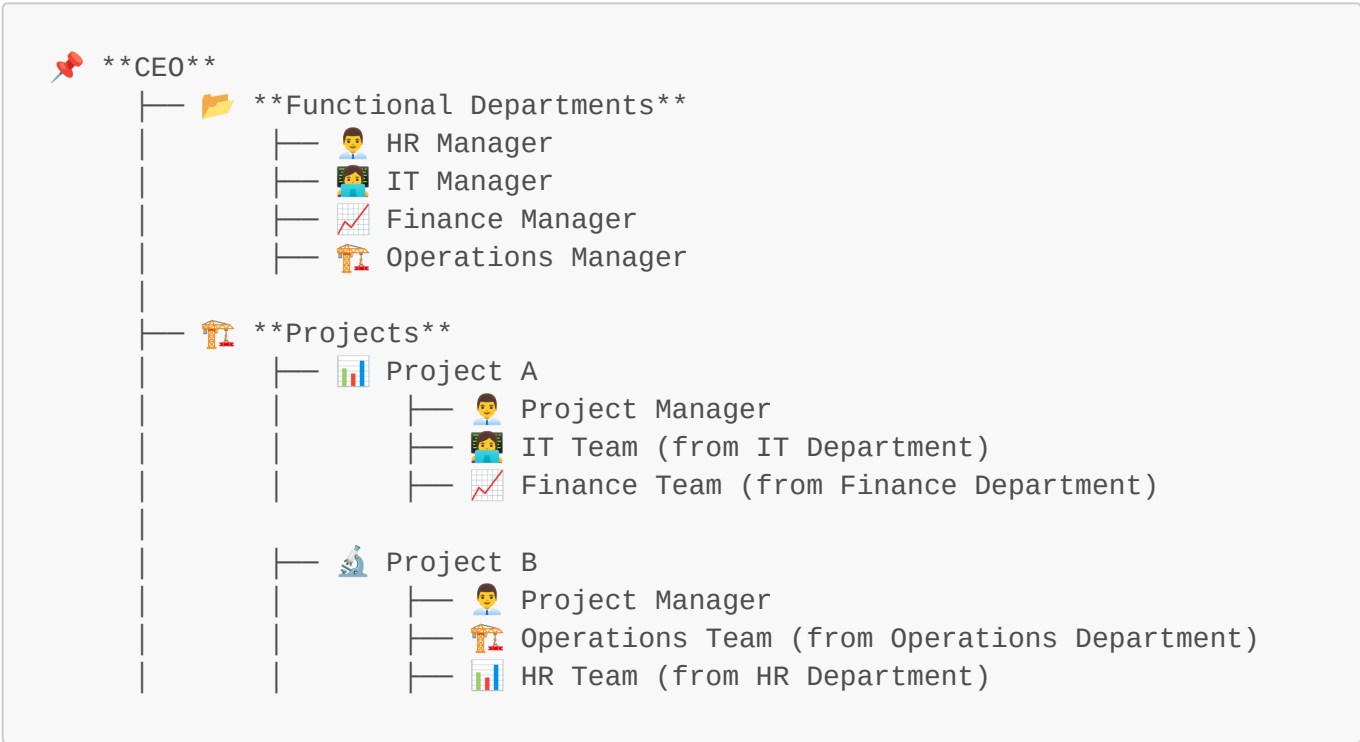 📌 **CEO**
├── 📂 **Functional Departments**
│ ├── 👨‍💼 HR Manager
│ ├── 👩‍💻 IT Manager
│ ├── 📈 Finance Manager
│ ├── 🏗️ Operations Manager
│
├── 🏗️ **Projects**
│ ├── 📊 Project A
│ │ ├── 👨‍💼 Project Manager
│ │ ├── 👩‍💻 IT Team (from IT Department)
│ │ ├── 📈 Finance Team (from Finance Department)
│
│ ├── 🔬 Project B
│ │ ├── 👨‍💼 Project Manager
│ │ ├── 🏗️ Operations Team (from Operations Department)
│ │ ├── 📊 HR Team (from HR Department)